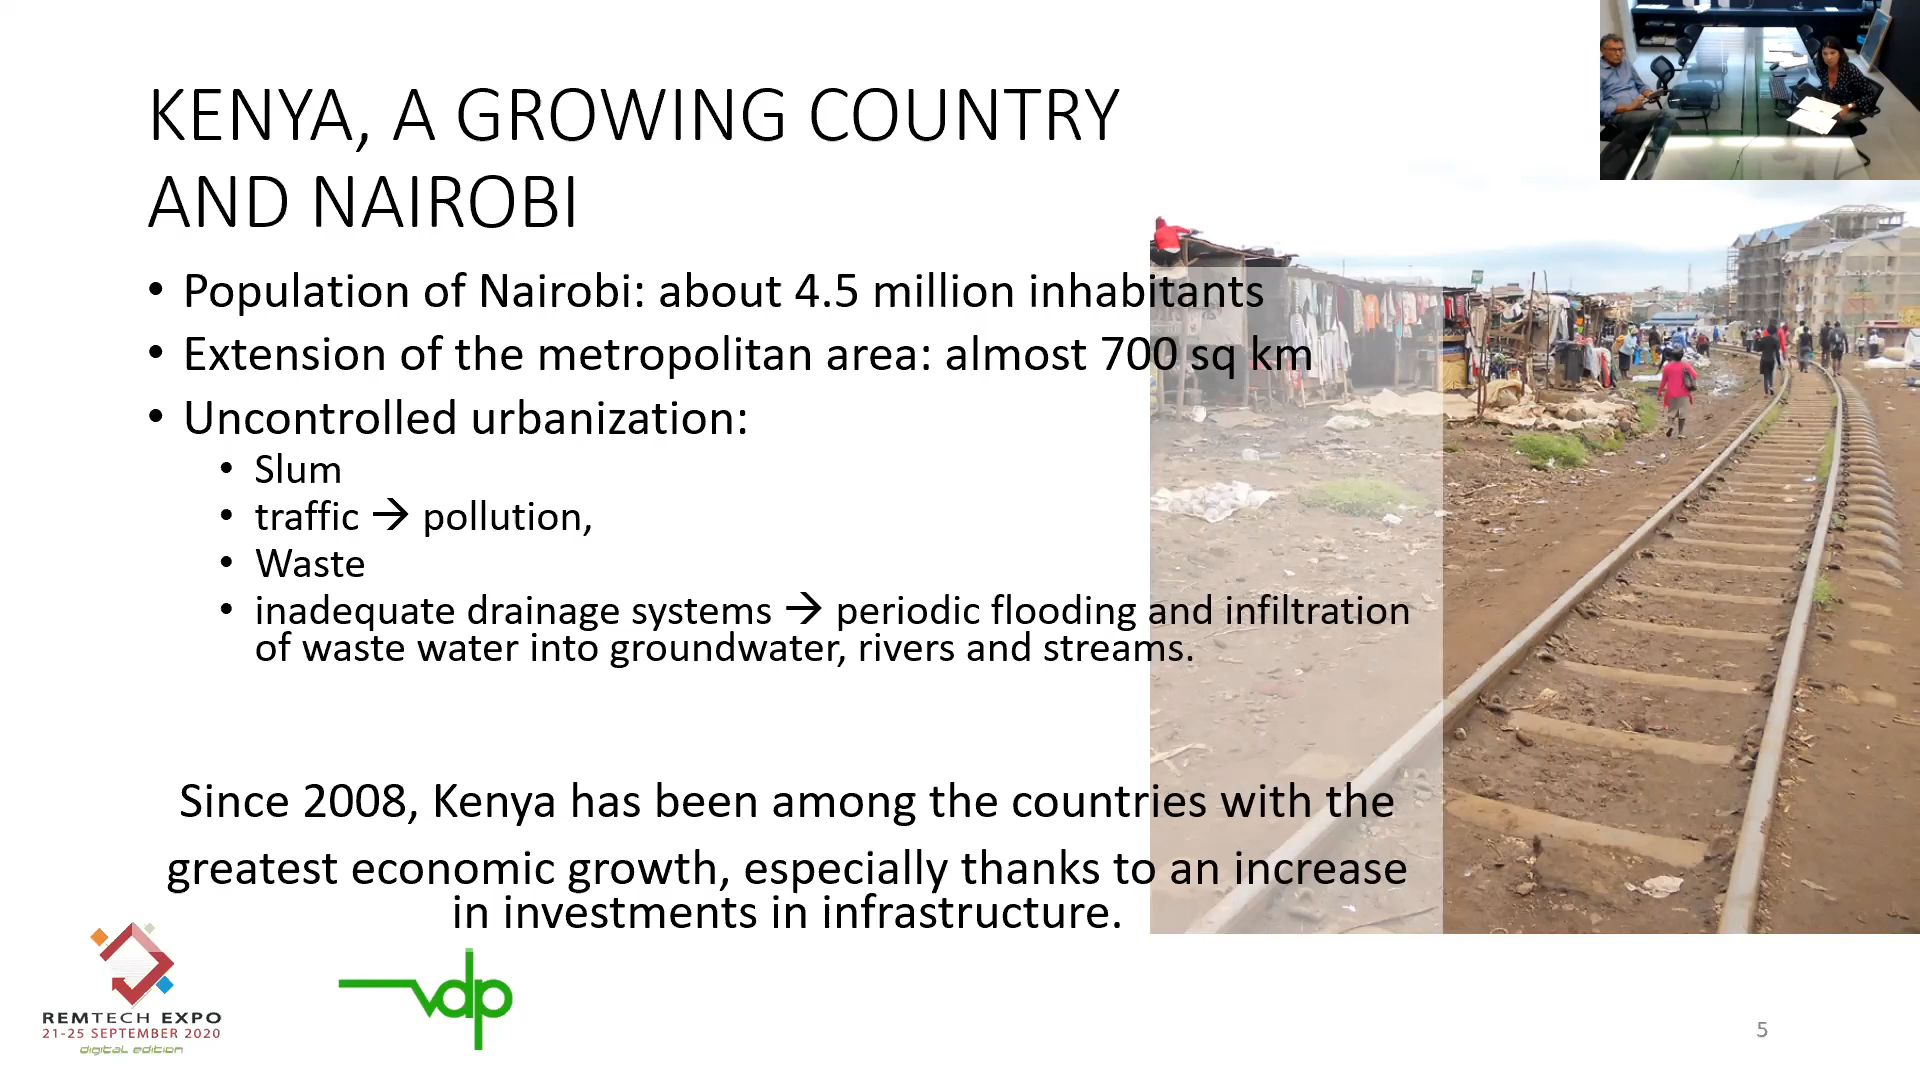 KENYA, A GROWING COUNTRY
AND NAIROBI
• Population of Nairobi: about 4.5 million inhabitants
• Extension of the metropolitan area: almost 700 sq km
• Uncontrolled urbanization:
• Slum
• traffic → pollution,
• Waste
• inadequate drainage systems → periodic flooding and infiltration
of waste water into groundwater, rivers and streams.
Since 2008, Kenya has been among the countries with the
greatest economic growth, especially thanks to an increase
in investments in infrastructure.
REMTECH EXPO
21-25 SEPTEMBER 2020
digital edition
vdp
5